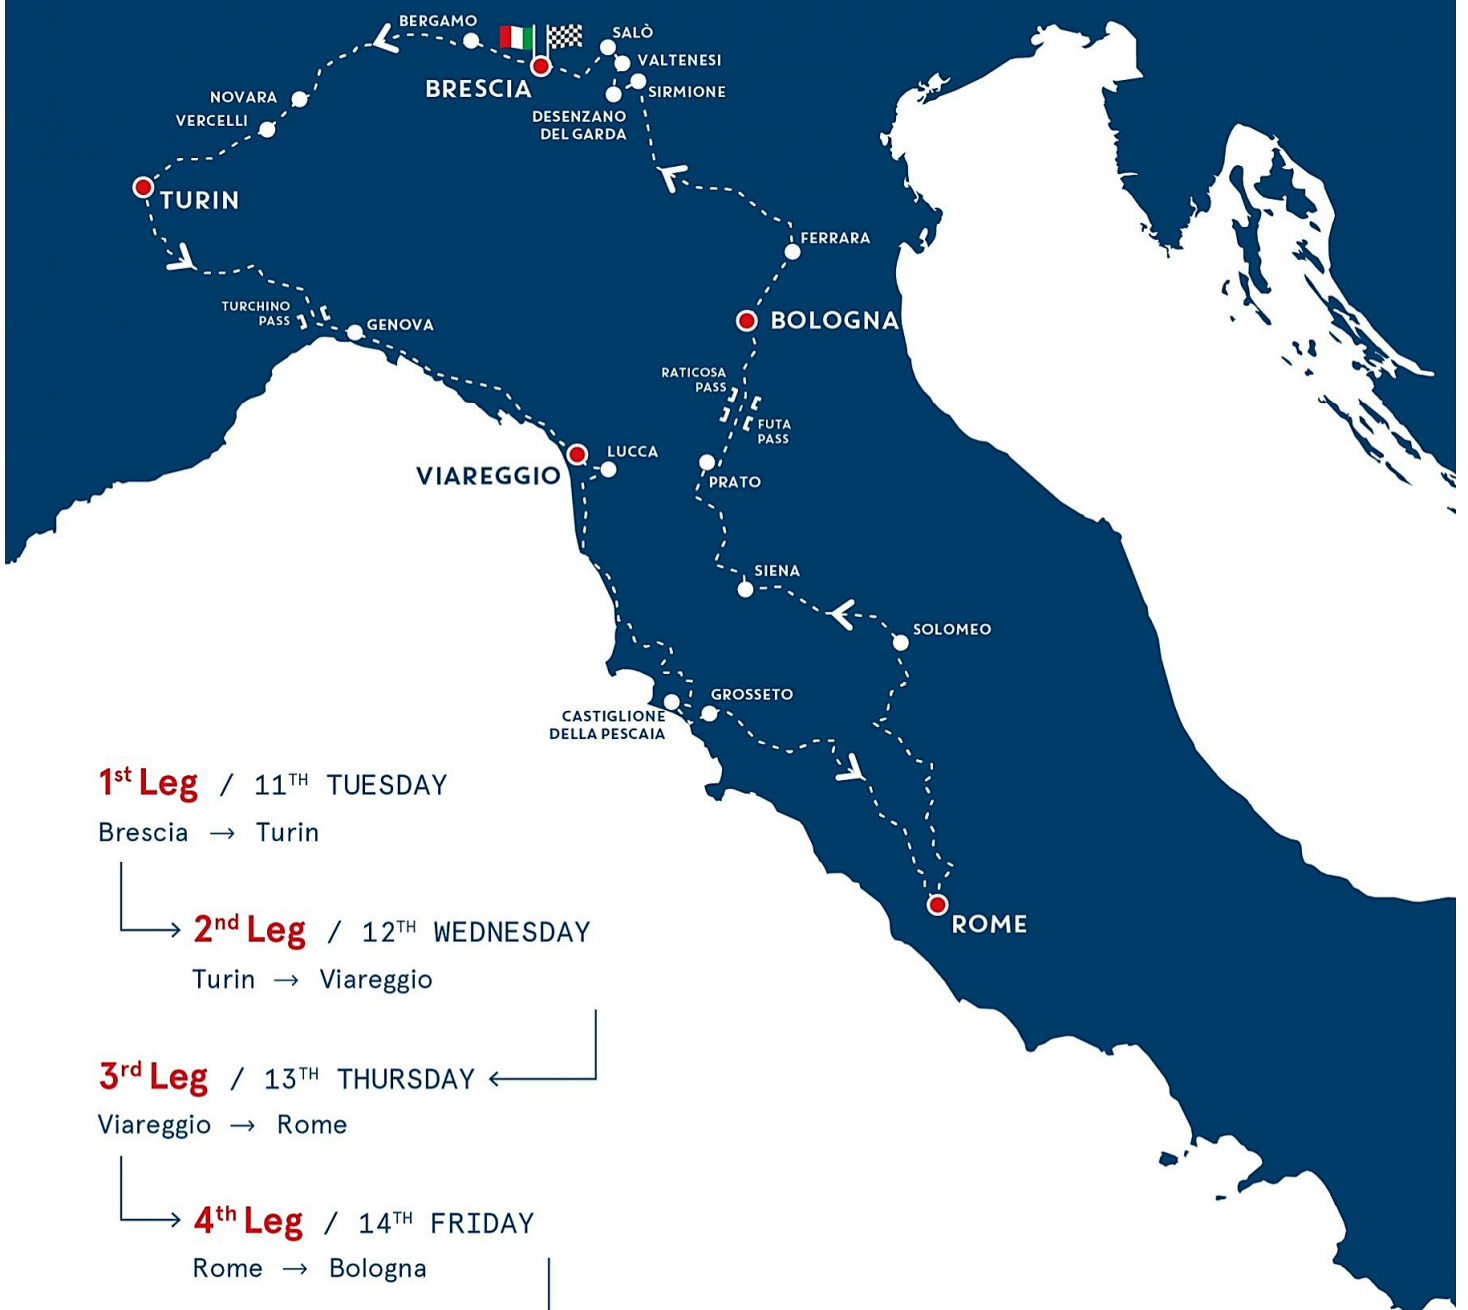 BERGAMO
SALÒ
VALTENESI
BRESCIA
SIRMIONE
NOVARA
DESENZANO
DEL GARDA
VERCELLI
TURIN
FERRARA
TURCHINO
PASS
GENOVA
BOLOGNA
RATICOSA
PASS
FUTA
PASS
LUCCA
VIAREGGIO
PRATO
SIENA
SOLOMEO
GROSSETO
CASTIGLIONE
DELLA PESCAIA
ROME
1st Leg / 11TH TUESDAY
Brescia → Turin
2nd Leg / 12TH WEDNESDAY
Turin → Viareggio
3rd Leg / 13TH THURSDAY
Viareggio → Rome
4th Leg / 14TH FRIDAY
Rome → Bologna